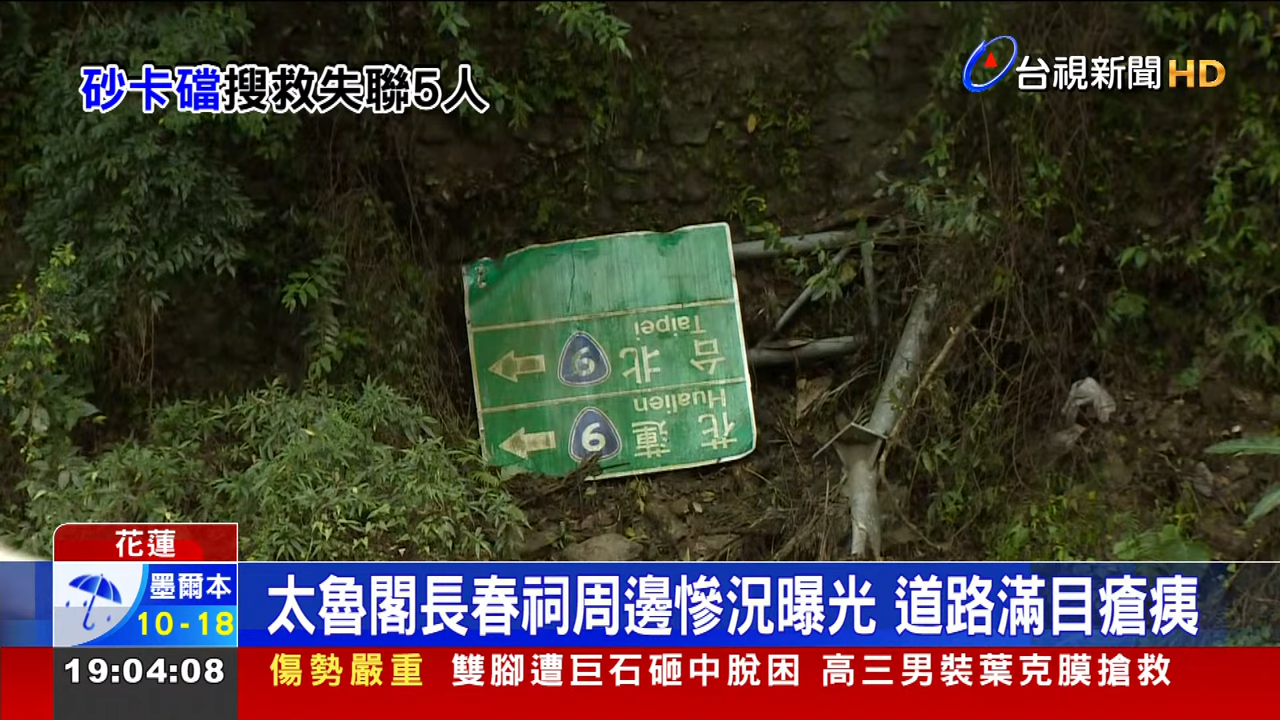 砂卡礑搜救失聯5人
台視新聞HD
花蓮
Hualien
9
台北
Taipei
9
花蓮
墨爾本
10-18
太魯閣長春祠周邊慘況曝光 道路滿目瘡痍
19:04:08
傷勢嚴重 雙腳遭巨石砸中脫困 高三男裝葉克膜搶救